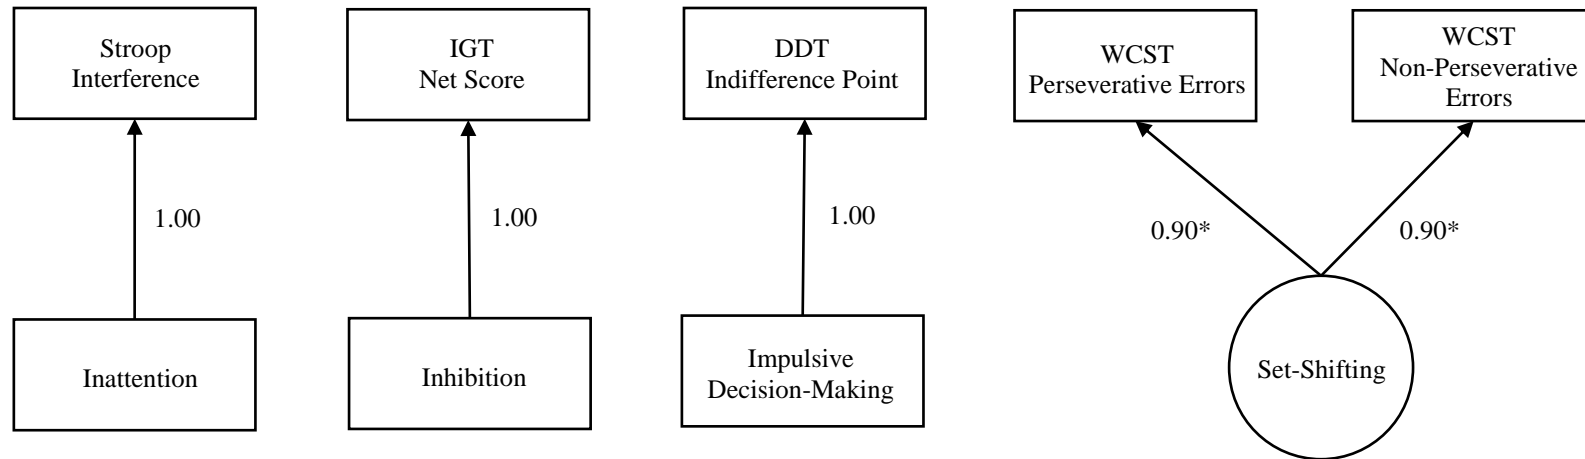 Stroop
Interference
IGT
Net Score
DDT
Indifference Point
WCST
Perseverative Errors
WCST
Non-Perseverative
Errors
1.00
1.00
1.00
0.90*
0.90*
Inattention
Inhibition
Impulsive
Decision-Making
Set-Shifting